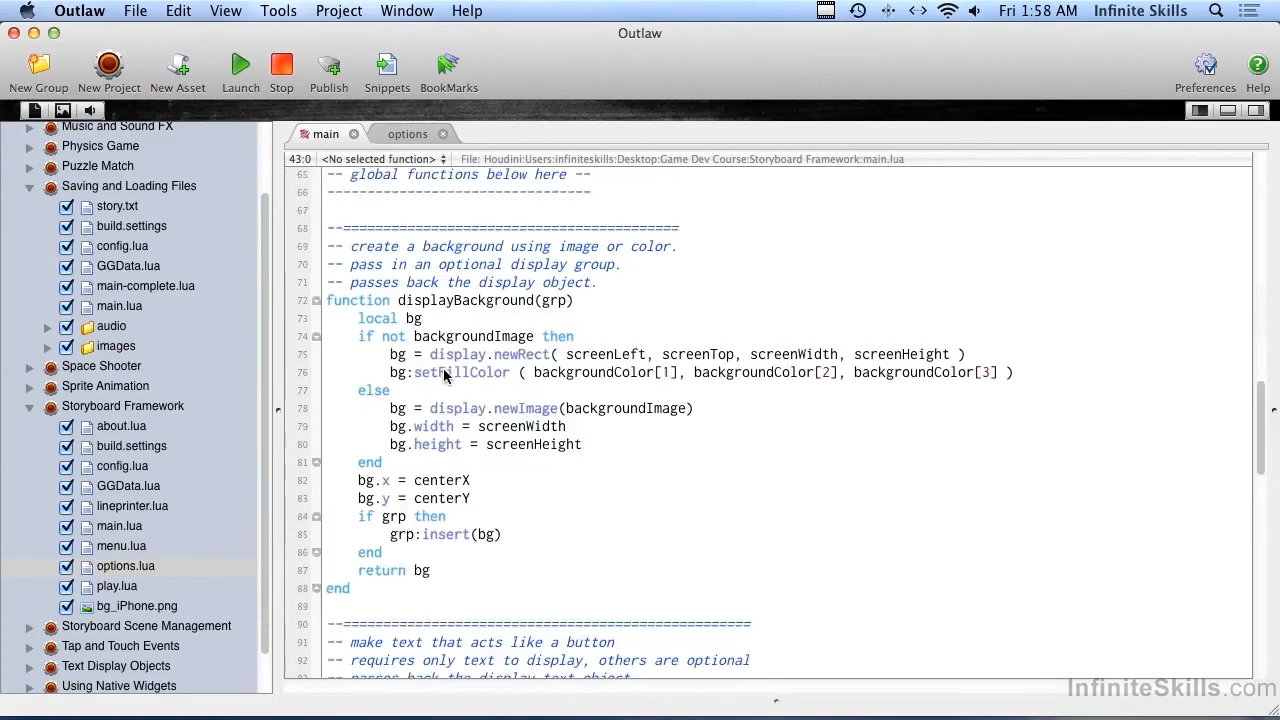 Outlaw File Edit View Tools Project Window Help Fri 1:58 AM Infinite Skills
Outlaw
New Group New Project New Asset Launch Stop Publish Snippets BookMarks Preferences Help
main options
43:0 <No selected function> File: Houdini:Users:infiniteskills:Desktop:Game Dev Course:Storyboard Framework:main.lua
Music and Sound FX
Physics Game
Puzzle Match
Saving and Loading Files
story.txt
build.settings
config.lua
GGData.lua
main-complete.lua
main.lua
audio
images
Space Shooter
Sprite Animation
Storyboard Framework
about.lua
build.settings
config.lua
GGData.lua
lineprinter.lua
main.lua
menu.lua
options.lua
play.lua
bg_iPhone.png
Storyboard Scene Management
Tap and Touch Events
Text Display Objects
Using Native Widgets
65 -- global functions below here --
66 --------------------------------
67
68 --==========================================
69 -- create a background using image or color.
70 -- pass in an optional display group.
71 -- passes back the display object.
72 function displayBackground(grp)
73 local bg
74 if not backgroundImage then
75 bg = display.newRect( screenLeft, screenTop, screenWidth, screenHeight )
76 bg:setFillColor ( backgroundColor[1], backgroundColor[2], backgroundColor[3] )
77 else
78 bg = display.newImage(backgroundImage)
79 bg.width = screenWidth
80 bg.height = screenHeight
81 end
82 bg.x = centerX
83 bg.y = centerY
84 if grp then
85 grp:insert(bg)
86 end
87 return bg
88 end
89
90 --===================================================
91 -- make text that acts like a button
92 -- requires only text to display, others are optional
-- passes back the display text object
InfiniteSkills.com